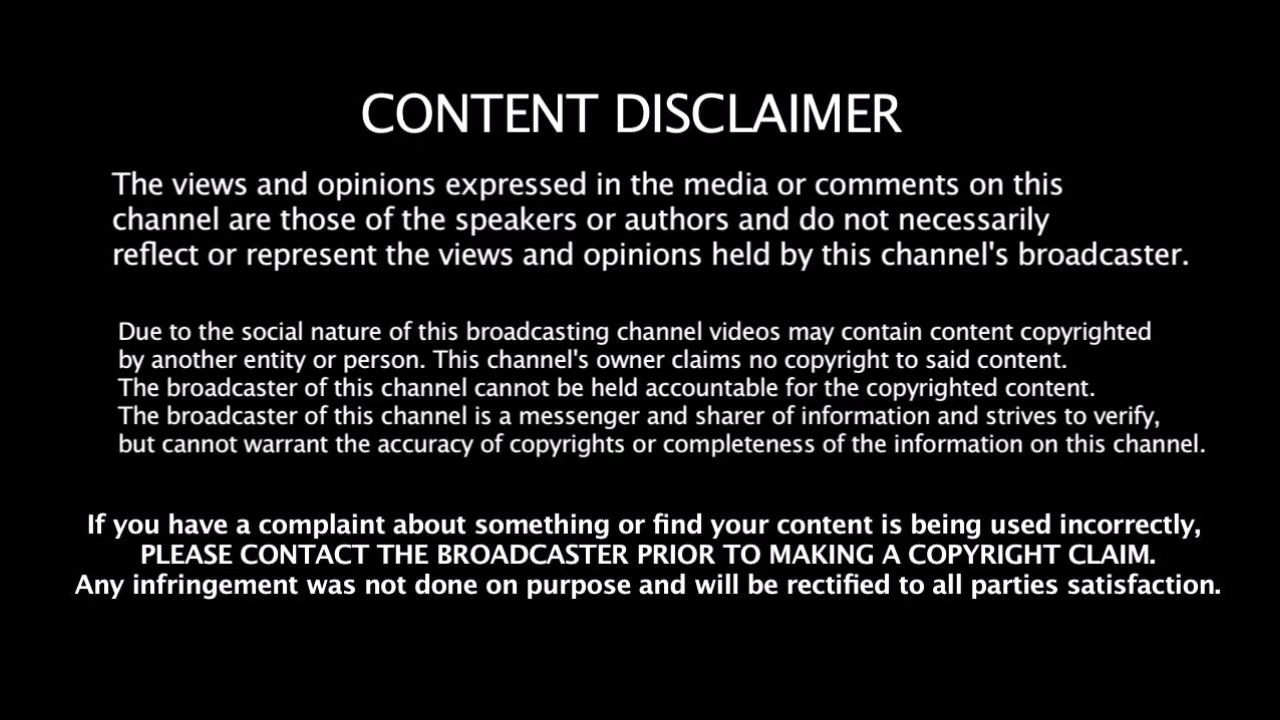 CONTENT DISCLAIMER
The views and opinions expressed in the media or comments on this
channel are those of the speakers or authors and do not necessarily
reflect or represent the views and opinions held by this channel's broadcaster.
Due to the social nature of this broadcasting channel videos may contain content copyrighted
by another entity or person. This channel's owner claims no copyright to said content.
The broadcaster of this channel cannot be held accountable for the copyrighted content.
The broadcaster of this channel is a messenger and sharer of information and strives to verify,
but cannot warrant the accuracy of copyrights or completeness of the information on this channel.
If you have a complaint about something or find your content is being used incorrectly,
PLEASE CONTACT THE BROADCASTER PRIOR TO MAKING A COPYRIGHT CLAIM.
Any infringement was not done on purpose and will be rectified to all parties satisfaction.